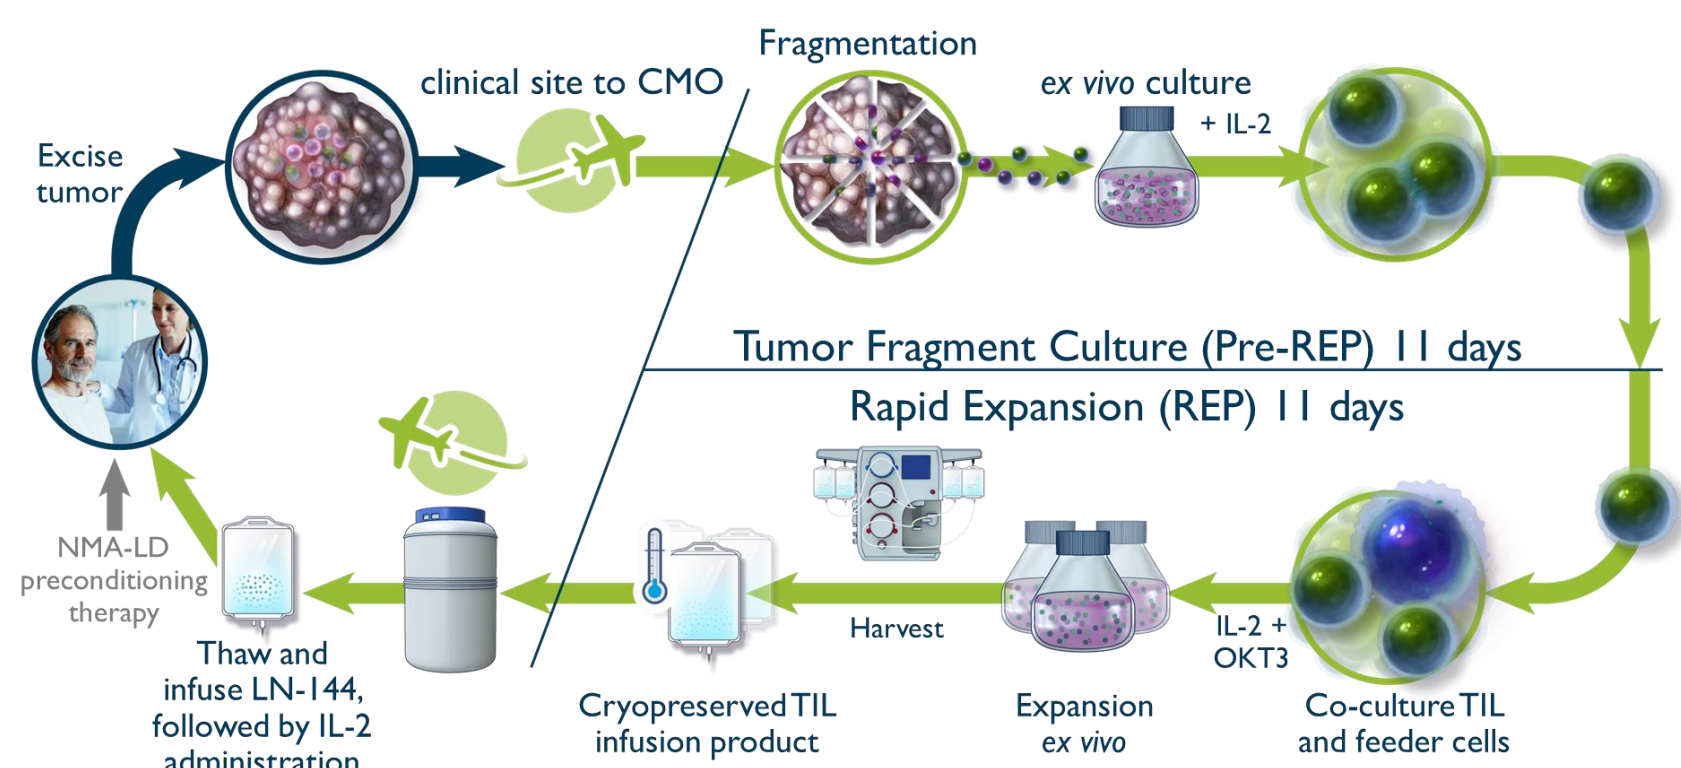 Fragmentation
clinical site to CMO
ex vivo culture
+ IL-2
Excise
tumor
Tumor Fragment Culture (Pre-REP) 11 days
Rapid Expansion (REP) 11 days
NMA-LD
preconditioning
therapy
Harvest
IL-2 +
OKT3
Thaw and
infuse LN-144,
followed by IL-2
administration
Cryopreserved TIL
infusion product
Expansion
ex vivo
Co-culture TIL
and feeder cells